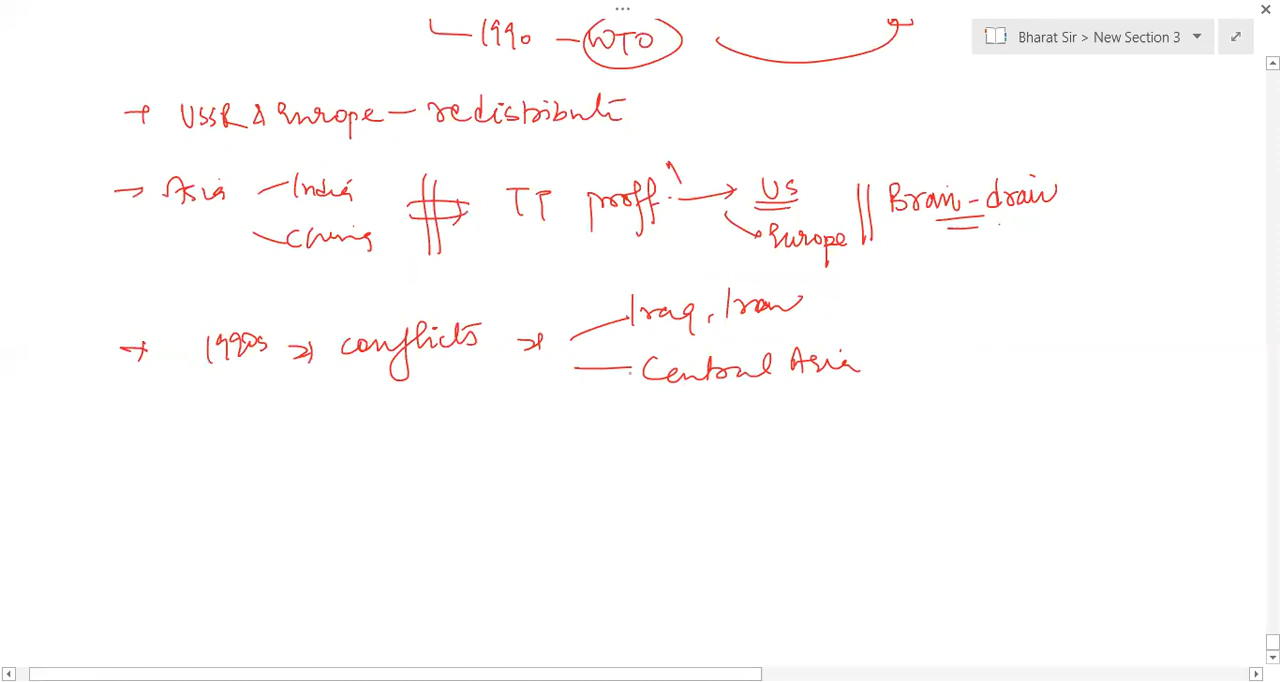 ...
Bharat Sir > New Section 3
1990 - WTO
→ USSR & Europe - redistributi
→ Asia India TP proff. → US Brain-drain
China Europe
→ 1990s → conflicts → Iraq, Iran
Central Asia